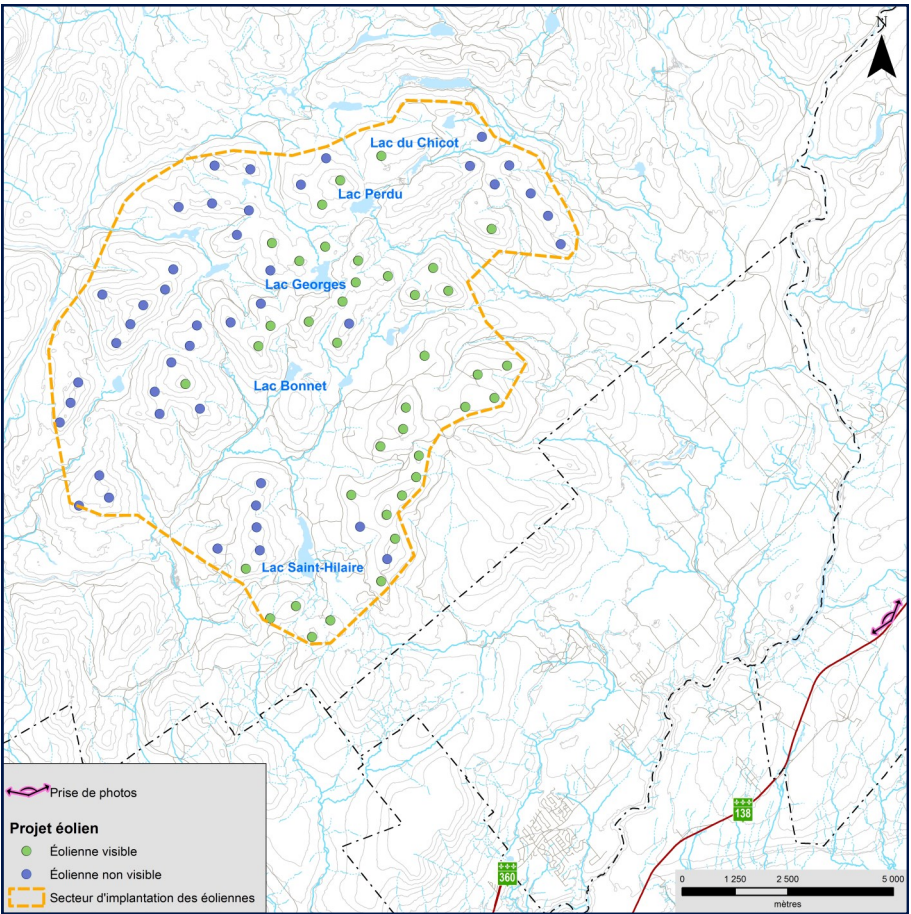 N
Lac du Chicot
Lac Perdu
Lac Georges
Lac Bonnet
Lac Saint-Hilaire
Prise de photos
Projet éolien
Éolienne visible
Éolienne non visible
Secteur d'implantation des éoliennes
138
360
0 1 250 2 500 5 000
mètres